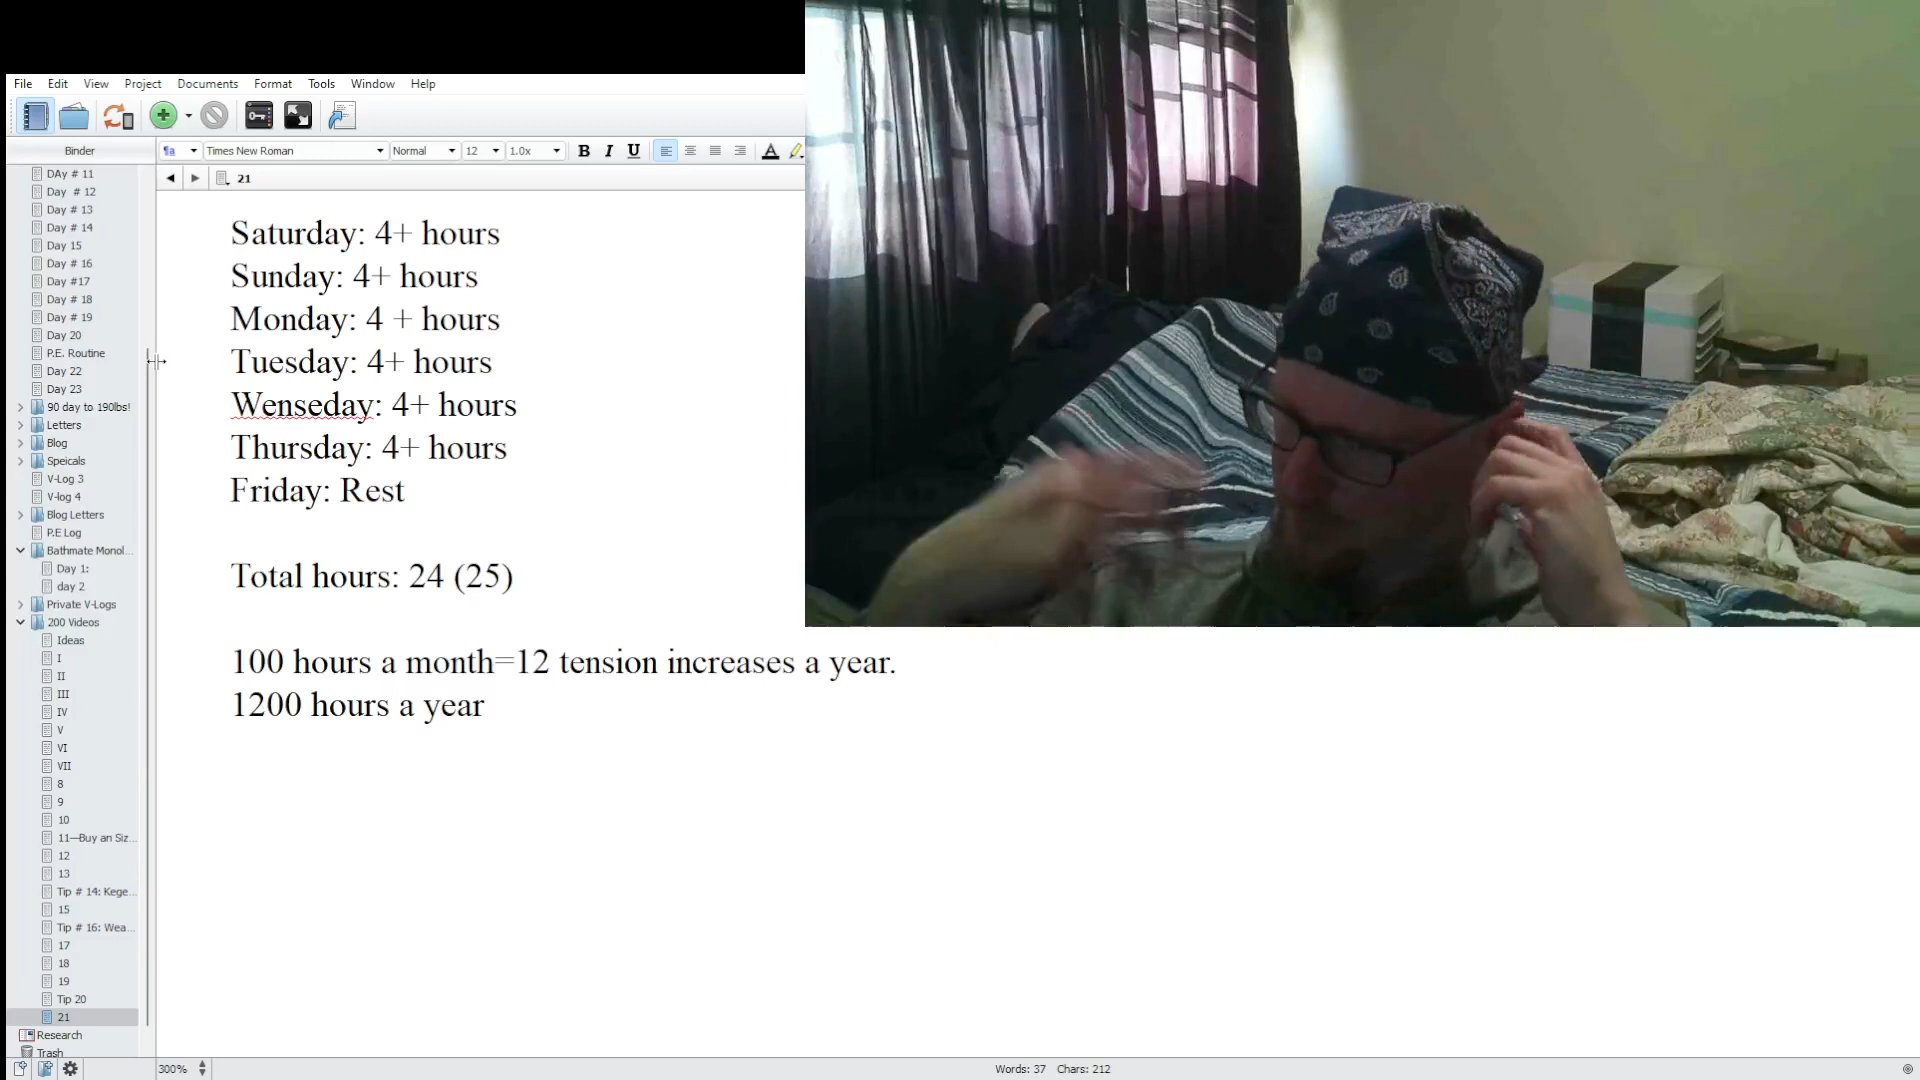 File Edit View Project Documents Format Tools Window Help
Binder
Times New Roman Normal 12 1.0x B I U A
21
DAy # 11
Day # 12
Day # 13
Day # 14
Day 15
Day # 16
Day #17
Day # 18
Day # 19
Day 20
P.E. Routine
Day 22
Day 23
90 day to 190lbs!
Letters
Blog
Speicals
V-Log 3
V-log 4
Blog Letters
P.E Log
Bathmate Monol...
Day 1:
day 2
Private V-Logs
200 Videos
Ideas
I
II
III
IV
V
VI
VII
8
9
10
11—Buy an Siz...
12
13
Tip # 14: Kege...
15
Tip # 16: Wea...
17
18
19
Tip 20
21
Research
Trash
Saturday: 4+ hours
Sunday: 4+ hours
Monday: 4 + hours
Tuesday: 4+ hours
Wenseday: 4+ hours
Thursday: 4+ hours
Friday: Rest
Total hours: 24 (25)
100 hours a month=12 tension increases a year.
1200 hours a year
300%
Words: 37 Chars: 212